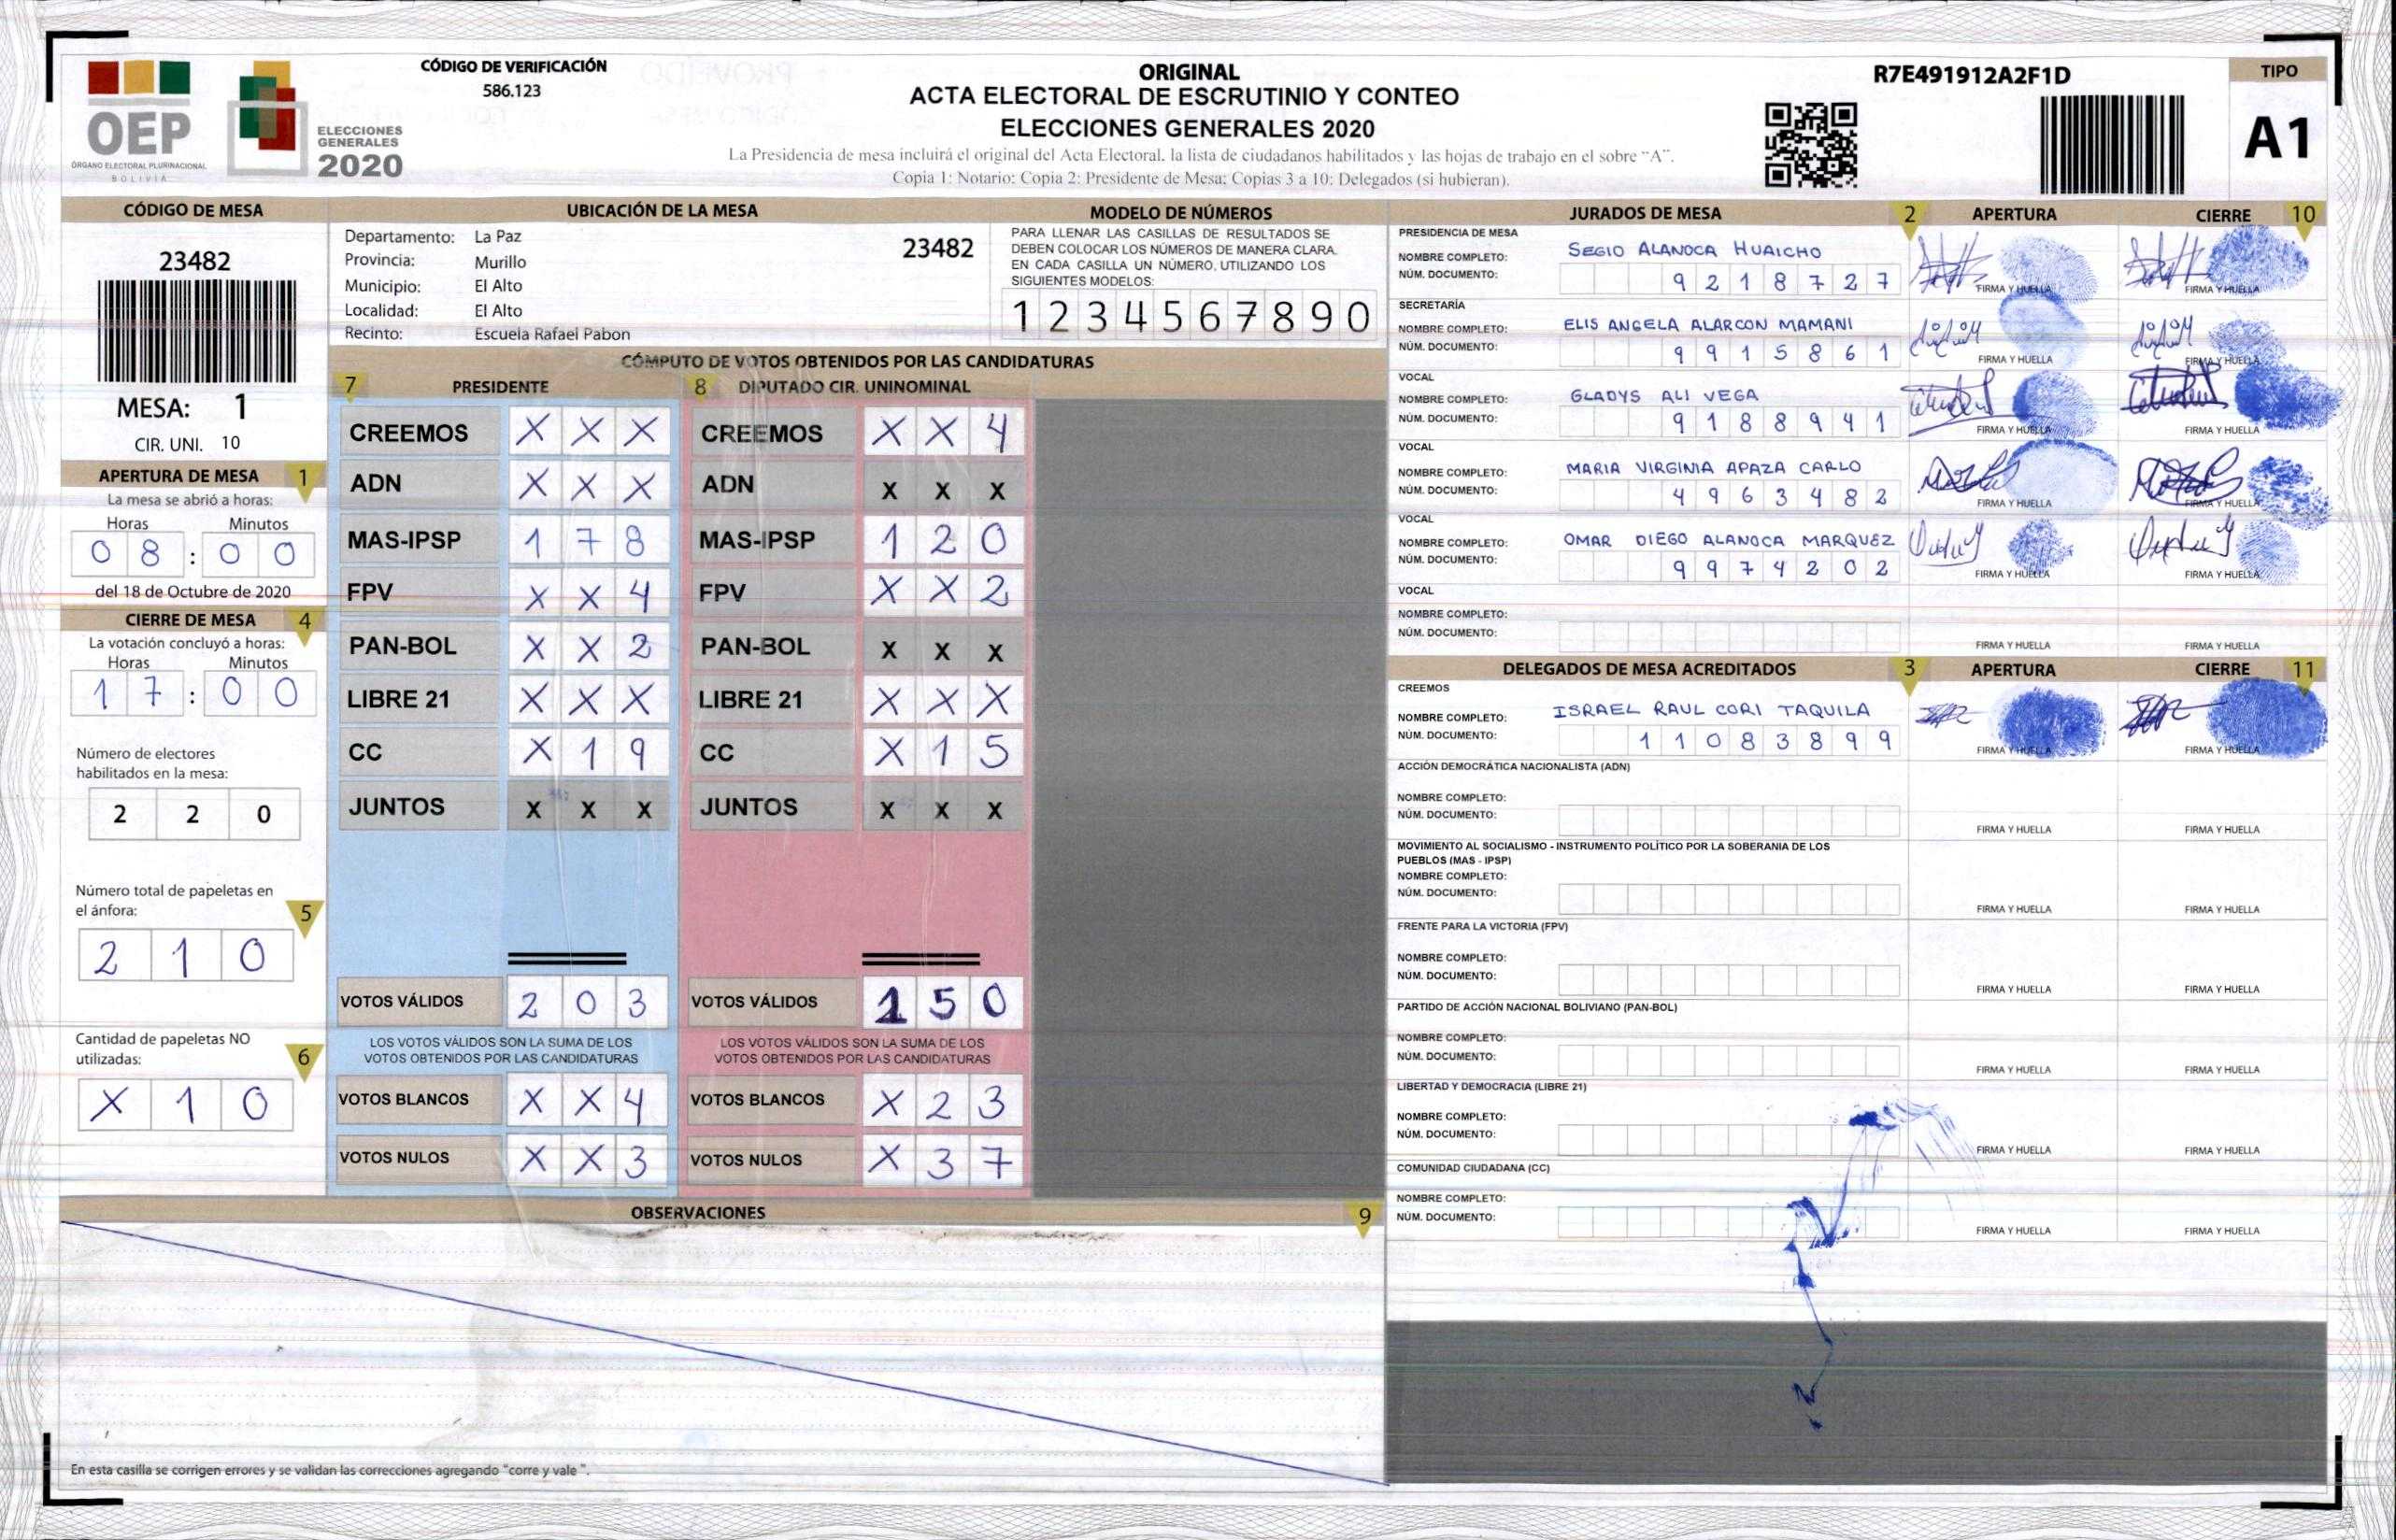 CÓDIGO DE VERIFICACIÓN
586.123
OEP
ÓRGANO ELECTORAL PLURINACIONAL
BOLIVIA
ELECCIONES
GENERALES
2020
ORIGINAL
ACTA ELECTORAL DE ESCRUTINIO Y CONTEO
ELECCIONES GENERALES 2020
La Presidencia de mesa incluirá el original del Acta Electoral, la lista de ciudadanos habilitados y las hojas de trabajo en el sobre "A".
Copia 1: Notario; Copia 2: Presidente de Mesa; Copias 3 a 10: Delegados (si hubieran).
R7E491912A2F1D
TIPO
A1
CÓDIGO DE MESA
23482
MESA: 1
CIR. UNI. 10
APERTURA DE MESA 1
La mesa se abrió a horas:
Horas Minutos
0 8 : 0 0
del 18 de Octubre de 2020
CIERRE DE MESA 4
La votación concluyó a horas:
Horas Minutos
1 7 : 0 0
Número de electores
habilitados en la mesa:
2 2 0
Número total de papeletas en
el ánfora: 5
2 1 0
Cantidad de papeletas NO
utilizadas: 6
X 1 0
UBICACIÓN DE LA MESA
Departamento: La Paz 23482
Provincia: Murillo
Municipio: El Alto
Localidad: El Alto
Recinto: Escuela Rafael Pabon
MODELO DE NÚMEROS
PARA LLENAR LAS CASILLAS DE RESULTADOS SE
DEBEN COLOCAR LOS NÚMEROS DE MANERA CLARA.
EN CADA CASILLA UN NÚMERO, UTILIZANDO LOS
SIGUIENTES MODELOS:
1 2 3 4 5 6 7 8 9 0
CÓMPUTO DE VOTOS OBTENIDOS POR LAS CANDIDATURAS
7 PRESIDENTE 8 DIPUTADO CIR. UNINOMINAL
CREEMOS X X X CREEMOS X X 4
ADN X X X ADN X X X
MAS-IPSP 1 7 8 MAS-IPSP 1 2 0
FPV X X 4 FPV X X 2
PAN-BOL X X 2 PAN-BOL X X X
LIBRE 21 X X X LIBRE 21 X X X
CC X 1 9 CC X 1 5
JUNTOS X X X JUNTOS X X X
VOTOS VÁLIDOS 2 0 3 VOTOS VÁLIDOS 1 5 0
LOS VOTOS VÁLIDOS SON LA SUMA DE LOS LOS VOTOS VÁLIDOS SON LA SUMA DE LOS
VOTOS OBTENIDOS POR LAS CANDIDATURAS VOTOS OBTENIDOS POR LAS CANDIDATURAS
VOTOS BLANCOS X X 4 VOTOS BLANCOS X 2 3
VOTOS NULOS X X 3 VOTOS NULOS X 3 7
OBSERVACIONES 9
En esta casilla se corrigen errores y se validan las correcciones agregando "corre y vale ".
JURADOS DE MESA 2 APERTURA CIERRE 10
PRESIDENCIA DE MESA
NOMBRE COMPLETO: SEGIO ALANOCA HUAICHO
NÚM. DOCUMENTO: 9 2 1 8 7 2 7 FIRMA Y HUELLA FIRMA Y HUELLA
SECRETARÍA
NOMBRE COMPLETO: ELIS ANGELA ALARCON MAMANI
NÚM. DOCUMENTO: 9 9 1 5 8 6 1 FIRMA Y HUELLA FIRMA Y HUELLA
VOCAL
NOMBRE COMPLETO: GLADYS ALI VEGA
NÚM. DOCUMENTO: 9 1 8 8 9 4 1 FIRMA Y HUELLA FIRMA Y HUELLA
VOCAL
NOMBRE COMPLETO: MARIA VIRGINIA APAZA CARLO
NÚM. DOCUMENTO: 4 9 6 3 4 8 2 FIRMA Y HUELLA FIRMA Y HUELLA
VOCAL
NOMBRE COMPLETO: OMAR DIEGO ALANOCA MARQUEZ
NÚM. DOCUMENTO: 9 9 7 4 2 0 2 FIRMA Y HUELLA FIRMA Y HUELLA
VOCAL
NOMBRE COMPLETO:
NÚM. DOCUMENTO: FIRMA Y HUELLA FIRMA Y HUELLA
DELEGADOS DE MESA ACREDITADOS 3 APERTURA CIERRE 11
CREEMOS
NOMBRE COMPLETO: ISRAEL RAUL CORI TAQUILA
NÚM. DOCUMENTO: 1 1 0 8 3 8 9 9 FIRMA Y HUELLA FIRMA Y HUELLA
ACCIÓN DEMOCRÁTICA NACIONALISTA (ADN)
NOMBRE COMPLETO:
NÚM. DOCUMENTO: FIRMA Y HUELLA FIRMA Y HUELLA
MOVIMIENTO AL SOCIALISMO - INSTRUMENTO POLÍTICO POR LA SOBERANIA DE LOS
PUEBLOS (MAS - IPSP)
NOMBRE COMPLETO:
NÚM. DOCUMENTO: FIRMA Y HUELLA FIRMA Y HUELLA
FRENTE PARA LA VICTORIA (FPV)
NOMBRE COMPLETO:
NÚM. DOCUMENTO: FIRMA Y HUELLA FIRMA Y HUELLA
PARTIDO DE ACCIÓN NACIONAL BOLIVIANO (PAN-BOL)
NOMBRE COMPLETO:
NÚM. DOCUMENTO: FIRMA Y HUELLA FIRMA Y HUELLA
LIBERTAD Y DEMOCRACIA (LIBRE 21)
NOMBRE COMPLETO:
NÚM. DOCUMENTO: FIRMA Y HUELLA FIRMA Y HUELLA
COMUNIDAD CIUDADANA (CC)
NOMBRE COMPLETO:
NÚM. DOCUMENTO: FIRMA Y HUELLA FIRMA Y HUELLA